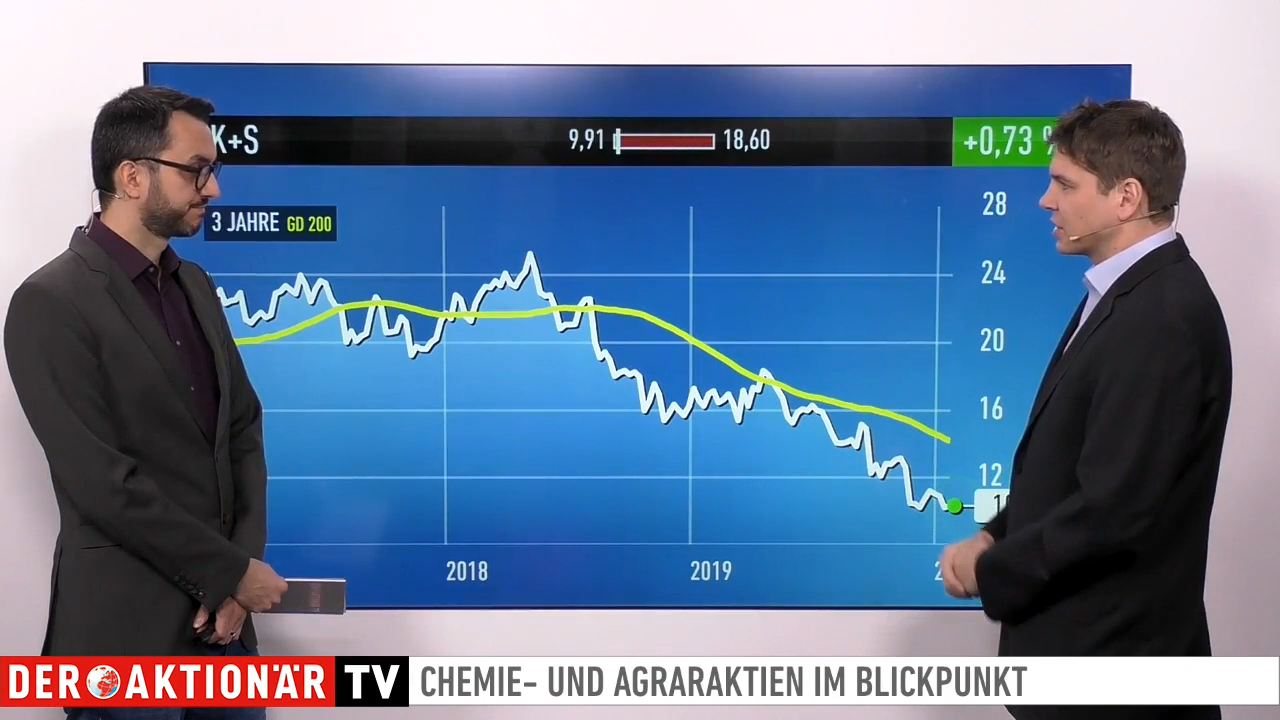 K+S
9,91 18,60
+0,73 %
3 JAHRE GD 200
28
24
20
16
12
2018 2019
DER AKTIONÄR TV CHEMIE- UND AGRARAKTIEN IM BLICKPUNKT